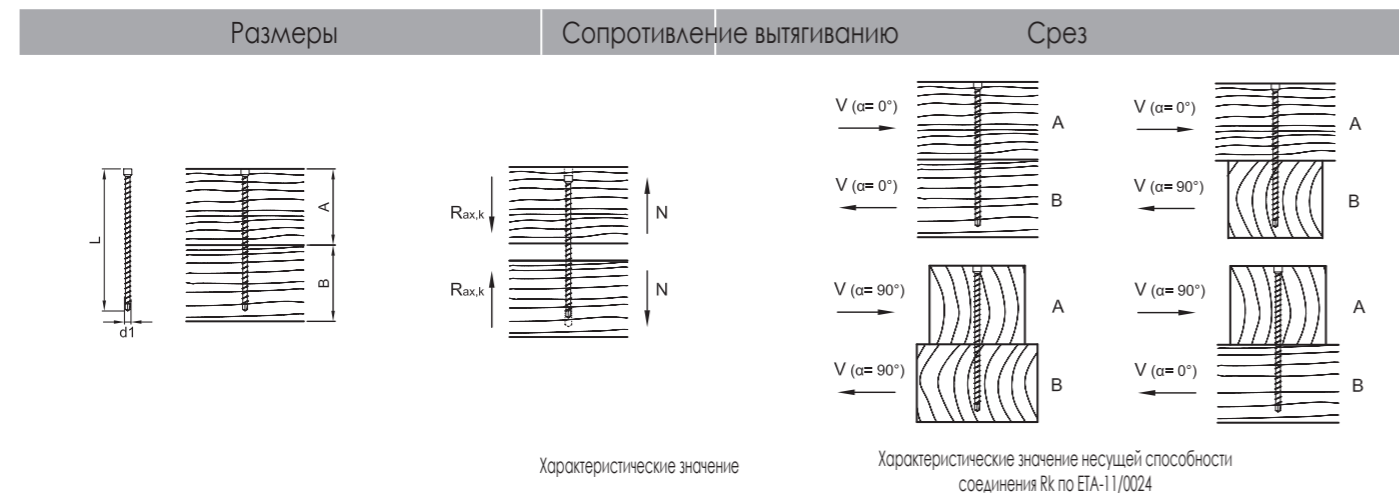 Размеры
Сопротивление вытягиванию
Срез
L
d1
A
B
Rax,k
N
Rax,k
N
V (α= 0°)
A
V (α= 0°)
B
V (α= 0°)
A
V (α= 90°)
B
V (α= 90°)
A
V (α= 90°)
B
V (α= 90°)
A
V (α= 0°)
B
Характеристические значение
Характеристические значение несущей способности
соединения Rk по ETA-11/0024